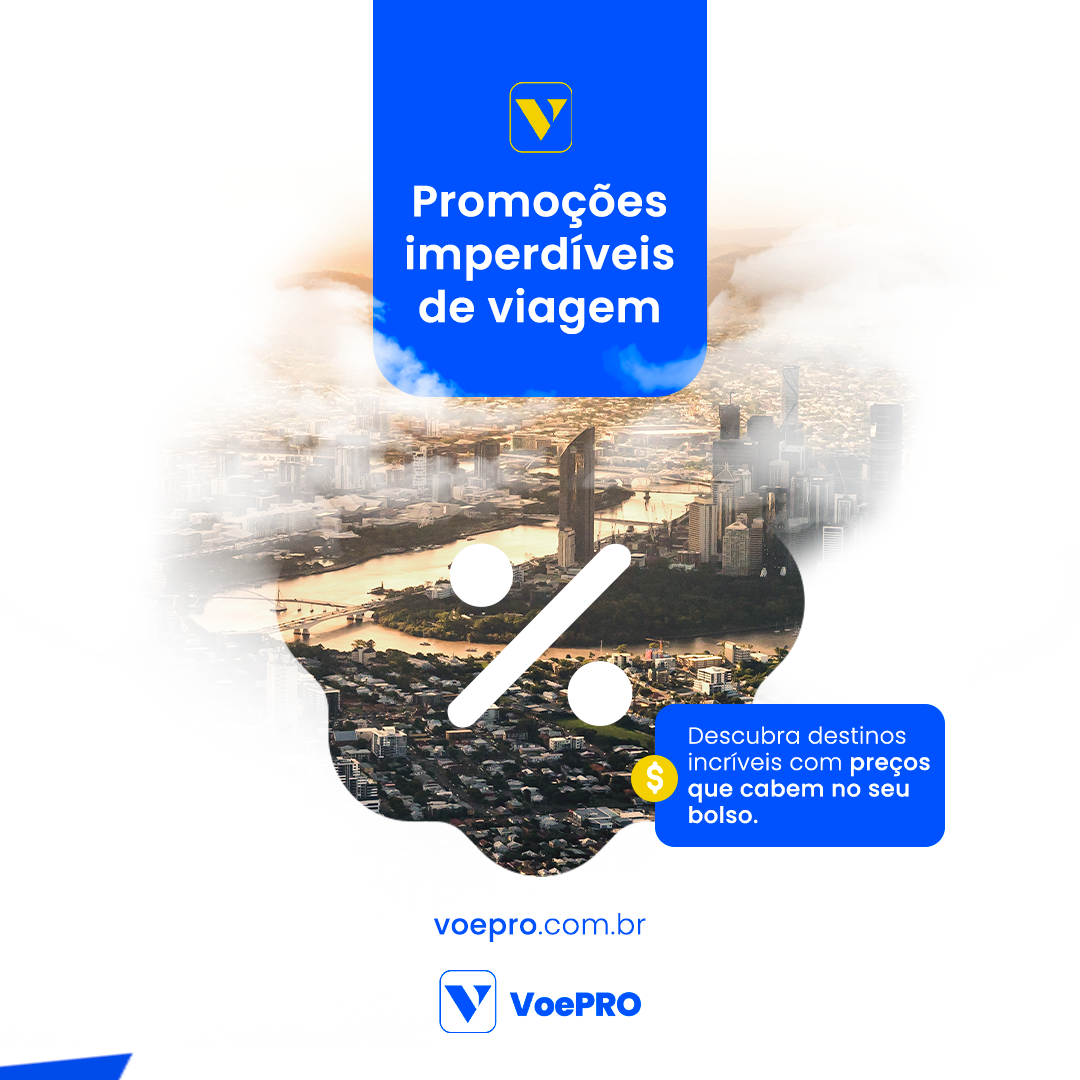 Promoções
imperdíveis
de viagem
$
Descubra destinos
incríveis com preços
que cabem no seu
bolso.
voepro.com.br
VoePRO